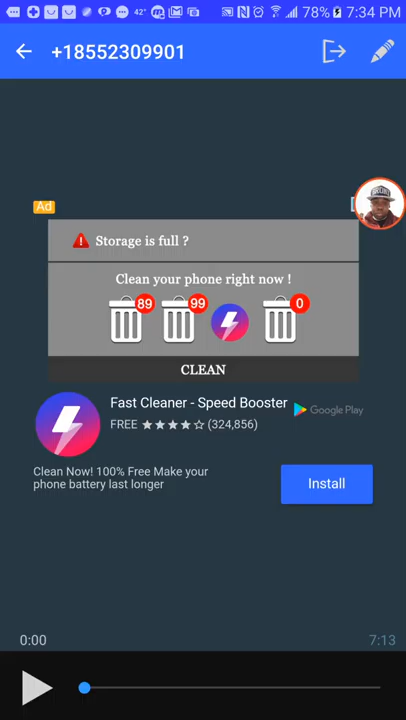 42°
78%
7:34 PM
+18552309901
Ad
Storage is full ?
Clean your phone right now !
89
99
0
CLEAN
Fast Cleaner - Speed Booster
Google Play
FREE ★★★★☆ (324,856)
Clean Now! 100% Free Make your
phone battery last longer
Install
0:00
7:13